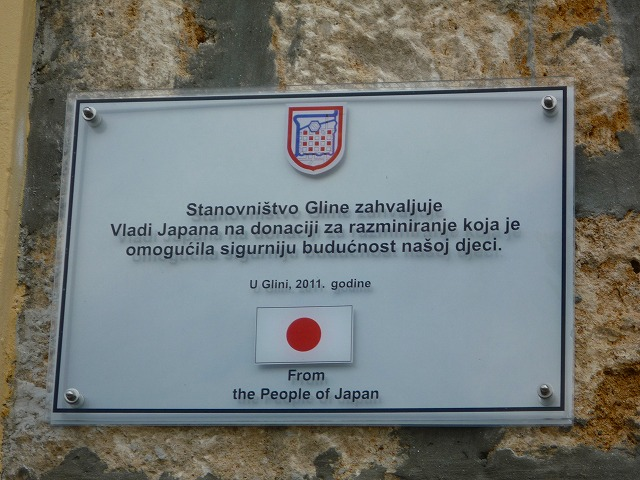 Stanovništvo Gline zahvaljuje
Vladi Japana na donaciji za razminiranje koja je
omogućila sigurniju budućnost našoj djeci.
U Glini, 2011. godine
From
the People of Japan